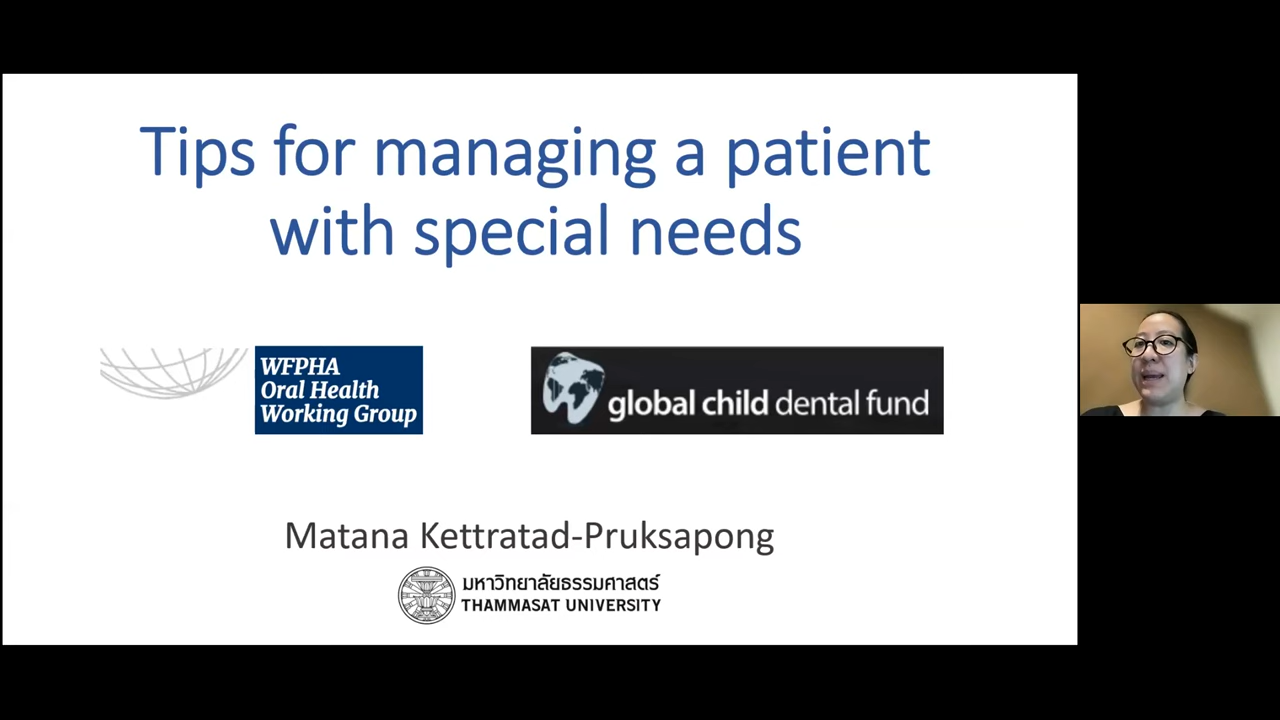 Tips for managing a patient
with special needs
WFPHA
Oral Health
Working Group
global child dental fund
Matana Kettratad-Pruksapong
มหาวิทยาลัยธรรมศาสตร์
THAMMASAT UNIVERSITY